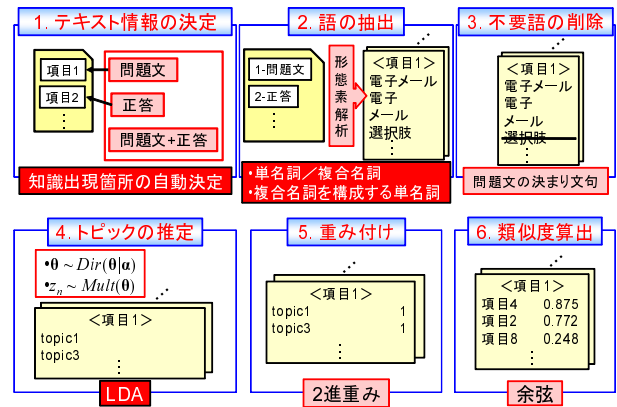 1. テキスト情報の決定
項目1
項目2
⋮
問題文
正答
問題文+正答
知識出現箇所の自動決定
2. 語の抽出
1-問題文
2-正答
⋮
形態素解析
⋰
<項目1>
電子メール
電子
メール
選択肢
⋮
•単名詞／複合名詞
•複合名詞を構成する単名詞
3. 不要語の削除
⋰
<項目1>
電子メール
電子
メール
選択肢
⋮
問題文の決まり文句
4. トピックの推定
•θ ~ Dir(θ|α)
•zn ~ Mult(θ)
⋰
<項目1>
topic1
topic3
⋮
LDA
5. 重み付け
⋰
<項目1>
topic1 1
topic3 1
⋮
2進重み
6. 類似度算出
⋰
<項目1>
項目4 0.875
項目2 0.772
項目8 0.248
⋮
余弦